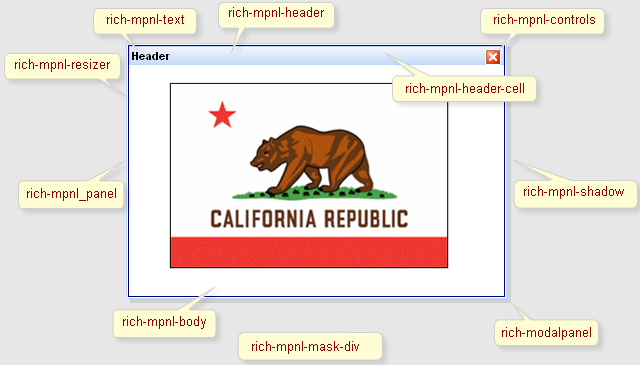 rich-mpnl-text
rich-mpnl-header
rich-mpnl-controls
rich-mpnl-resizer
Header
rich-mpnl-header-cell
rich-mpnl_panel
rich-mpnl-shadow
CALIFORNIA REPUBLIC
rich-mpnl-body
rich-modalpanel
rich-mpnl-mask-div